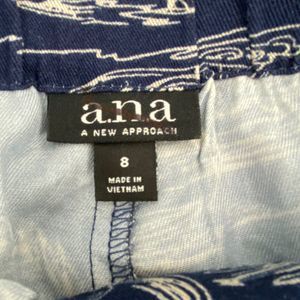 a.n.a
A NEW APPROACH
8
MADE IN
VIETNAM